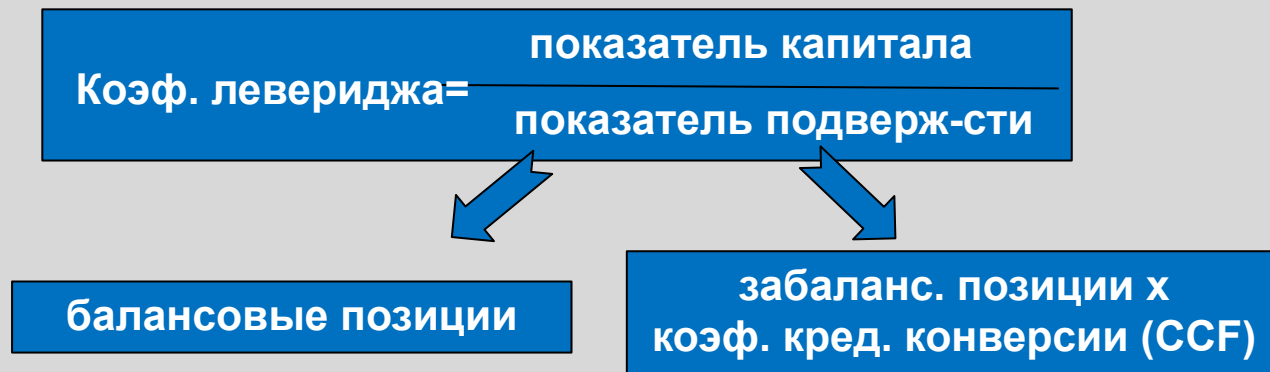 показатель капитала
Коэф. левериджа=
показатель подверж-сти
балансовые позиции
забаланс. позиции х
коэф. кред. конверсии (CCF)